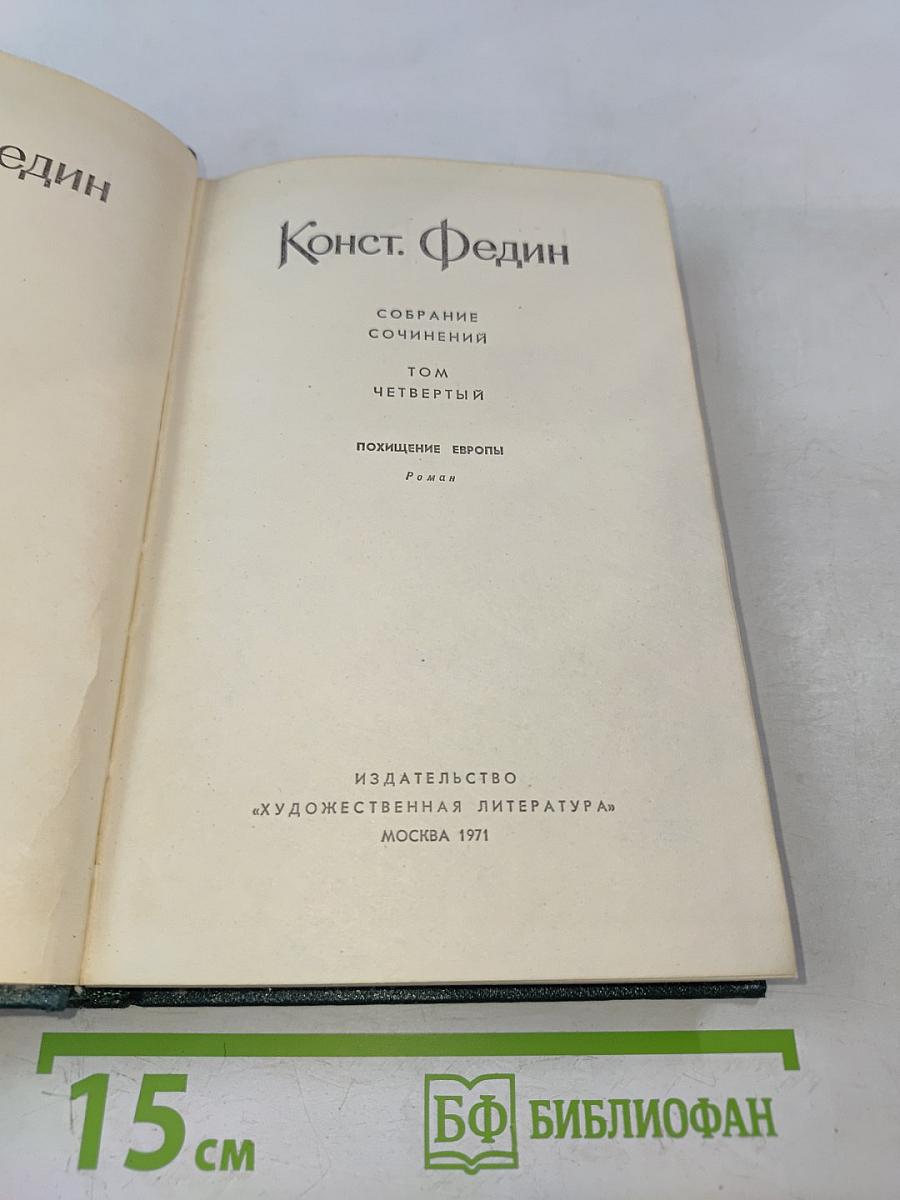 един
Конст. Федин
СОБРАНИЕ
СОЧИНЕНИЙ
ТОМ
ЧЕТВЕРТЫЙ
ПОХИЩЕНИЕ ЕВРОПЫ
Роман
ИЗДАТЕЛЬСТВО
«ХУДОЖЕСТВЕННАЯ ЛИТЕРАТУРА»
МОСКВА 1971
15 см
БФ БИБЛИОФАН